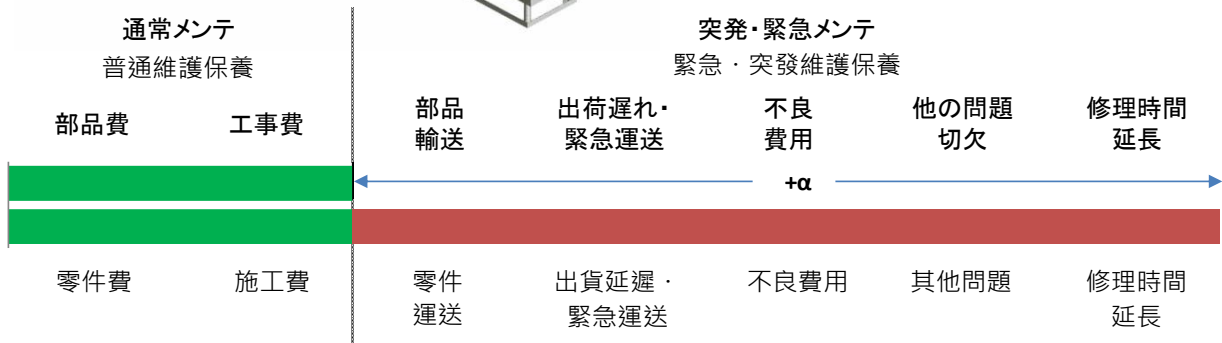 通常メンテ
普通維護保養
突発・緊急メンテ
緊急・突發維護保養
部品費
工事費
部品
輸送
出荷遅れ・
緊急運送
不良
費用
他の問題
切欠
修理時間
延長
+α
零件費
施工費
零件
運送
出貨延遲・
緊急運送
不良費用
其他問題
修理時間
延長